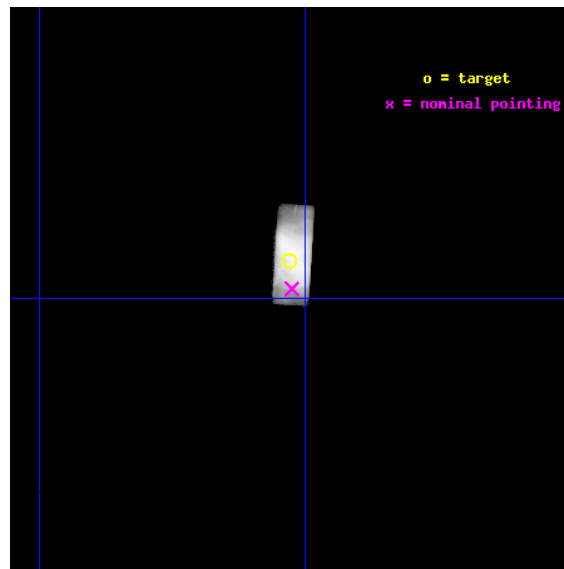 o = target
x = nominal pointing